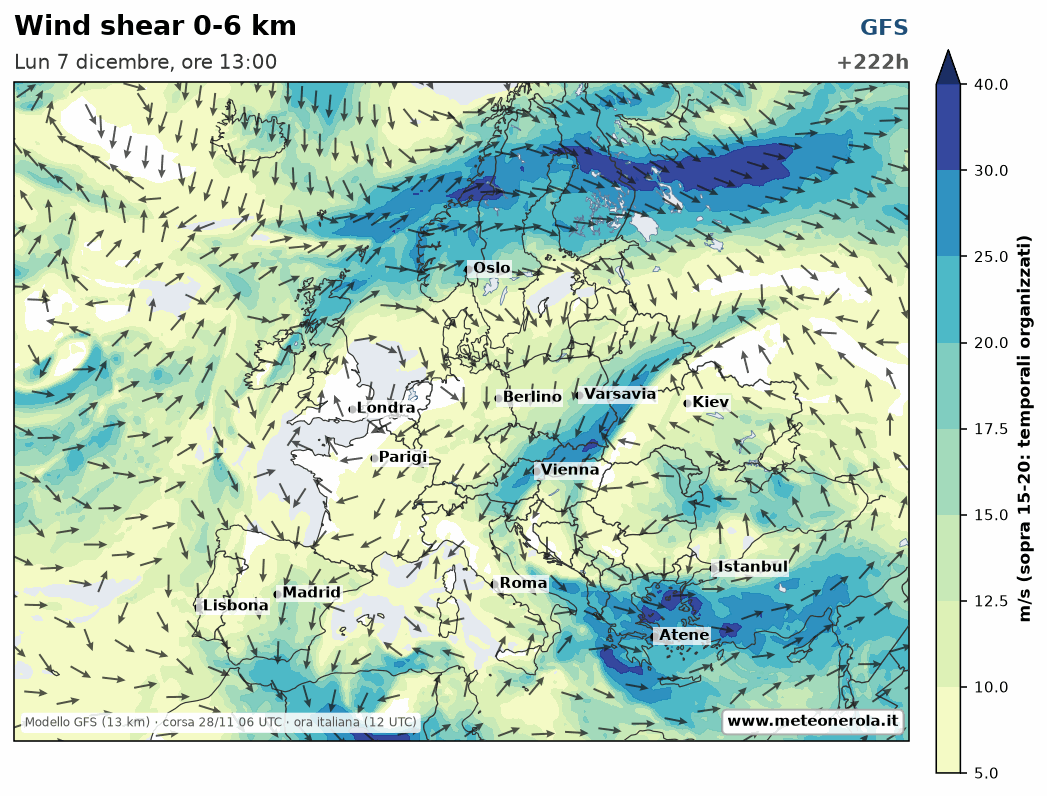 Wind shear 0-6 km
GFS
Lun 7 dicembre, ore 13:00
+222h
40.0
30.0
25.0
20.0
17.5
15.0
12.5
10.0
5.0
m/s (sopra 15-20: temporali organizzati)
Oslo
Berlino
Varsavia
Kiev
Londra
Parigi
Vienna
Istanbul
Roma
Madrid
Lisbona
Atene
Modello GFS (13 km) · corsa 28/11 06 UTC · ora italiana (12 UTC)
www.meteonerola.it